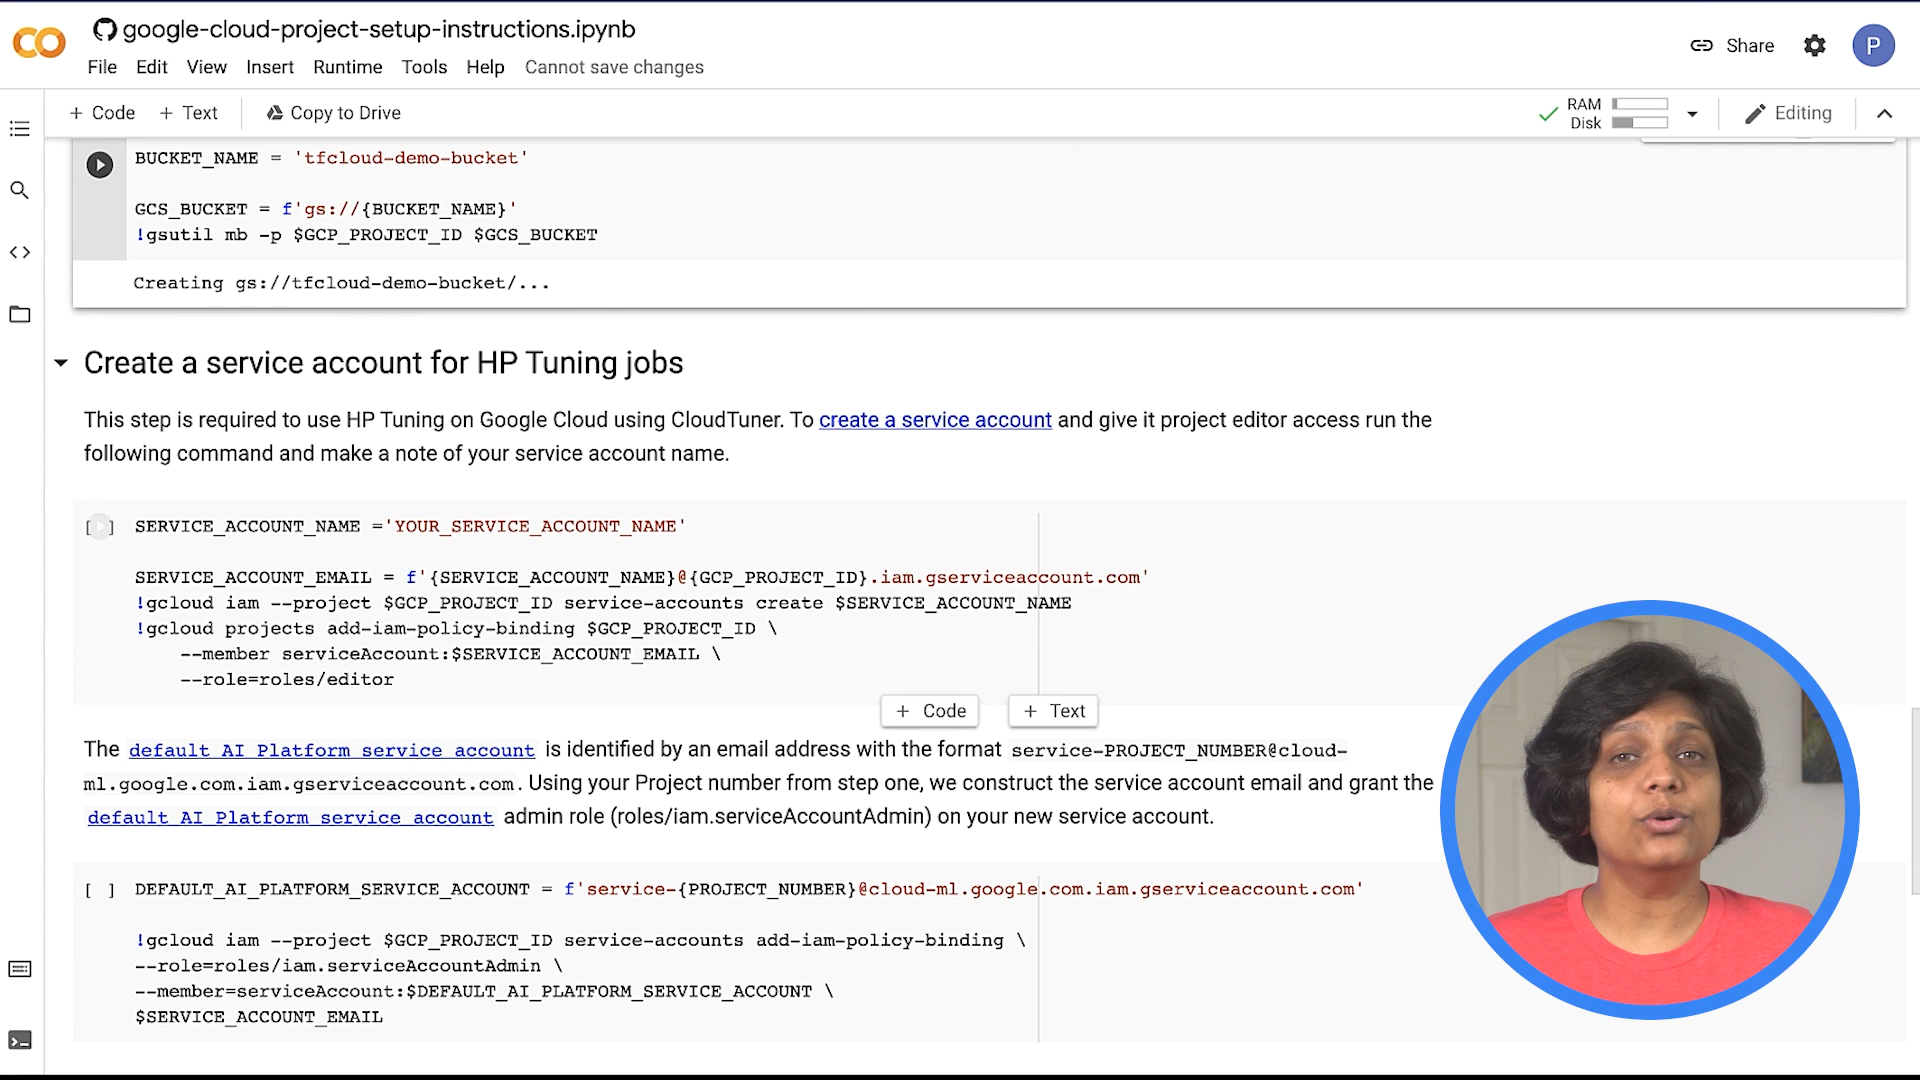 google-cloud-project-setup-instructions.ipynb
File Edit View Insert Runtime Tools Help Cannot save changes
Share
P
+ Code + Text Copy to Drive
RAM
Disk
Editing
BUCKET_NAME = 'tfcloud-demo-bucket'
GCS_BUCKET = f'gs://{BUCKET_NAME}'
!gsutil mb -p $GCP_PROJECT_ID $GCS_BUCKET
Creating gs://tfcloud-demo-bucket/...
Create a service account for HP Tuning jobs
This step is required to use HP Tuning on Google Cloud using CloudTuner. To create a service account and give it project editor access run the
following command and make a note of your service account name.
[ ] SERVICE_ACCOUNT_NAME ='YOUR_SERVICE_ACCOUNT_NAME'
SERVICE_ACCOUNT_EMAIL = f'{SERVICE_ACCOUNT_NAME}@{GCP_PROJECT_ID}.iam.gserviceaccount.com'
!gcloud iam --project $GCP_PROJECT_ID service-accounts create $SERVICE_ACCOUNT_NAME
!gcloud projects add-iam-policy-binding $GCP_PROJECT_ID \
--member serviceAccount:$SERVICE_ACCOUNT_EMAIL \
--role=roles/editor
+ Code + Text
The default AI Platform service account is identified by an email address with the format service-PROJECT_NUMBER@cloud-
ml.google.com.iam.gserviceaccount.com. Using your Project number from step one, we construct the service account email and grant the
default AI Platform service account admin role (roles/iam.serviceAccountAdmin) on your new service account.
[ ] DEFAULT_AI_PLATFORM_SERVICE_ACCOUNT = f'service-{PROJECT_NUMBER}@cloud-ml.google.com.iam.gserviceaccount.com'
!gcloud iam --project $GCP_PROJECT_ID service-accounts add-iam-policy-binding \
--role=roles/iam.serviceAccountAdmin \
--member=serviceAccount:$DEFAULT_AI_PLATFORM_SERVICE_ACCOUNT \
$SERVICE_ACCOUNT_EMAIL